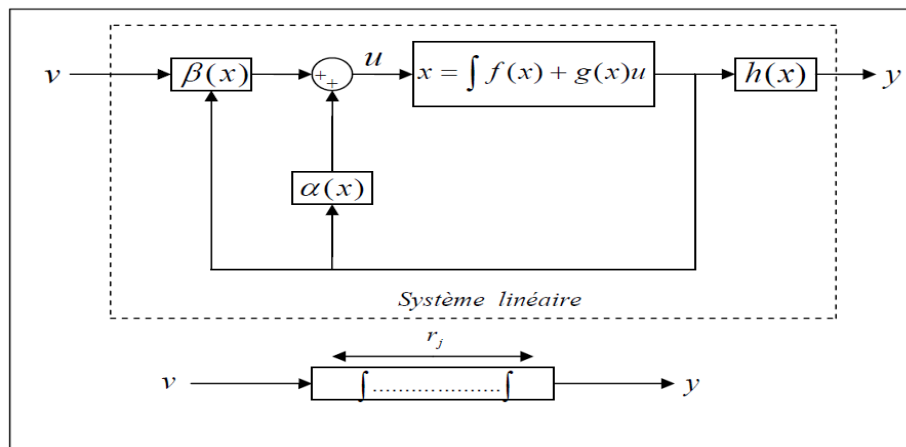 v β(x) + + u x = ∫ f(x) + g(x)u h(x) y
α(x)
Système linéaire
r_j
v ∫ .................... ∫ y